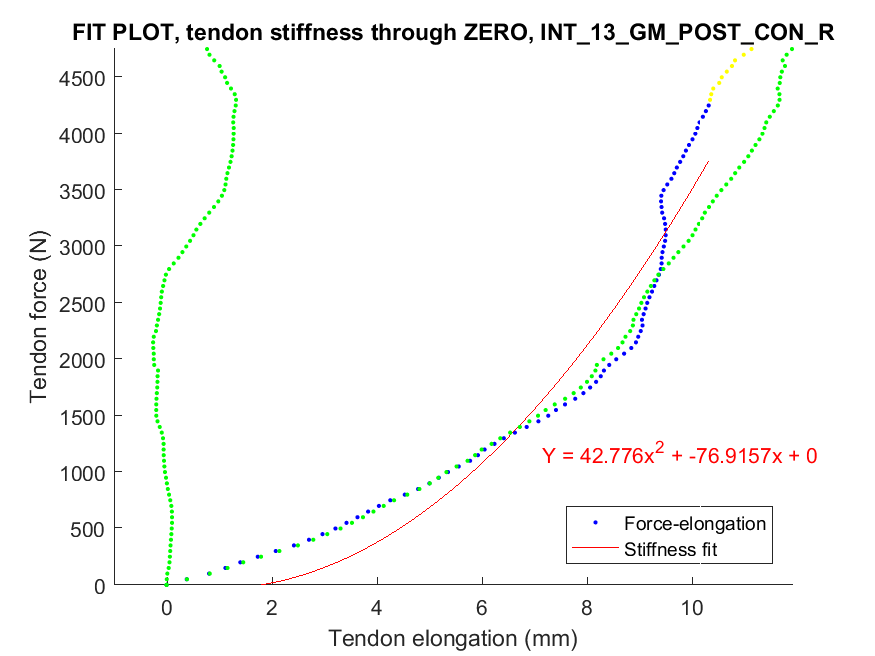 FIT PLOT, tendon stiffness through ZERO, INT_13_GM_POST_CON_R
4500
4000
3500
3000
2500
2000
1500
1000
500
0
Tendon force (N)
Y = 42.776x² + -76.9157x + 0
Force-elongation
Stiffness fit
0 2 4 6 8 10
Tendon elongation (mm)